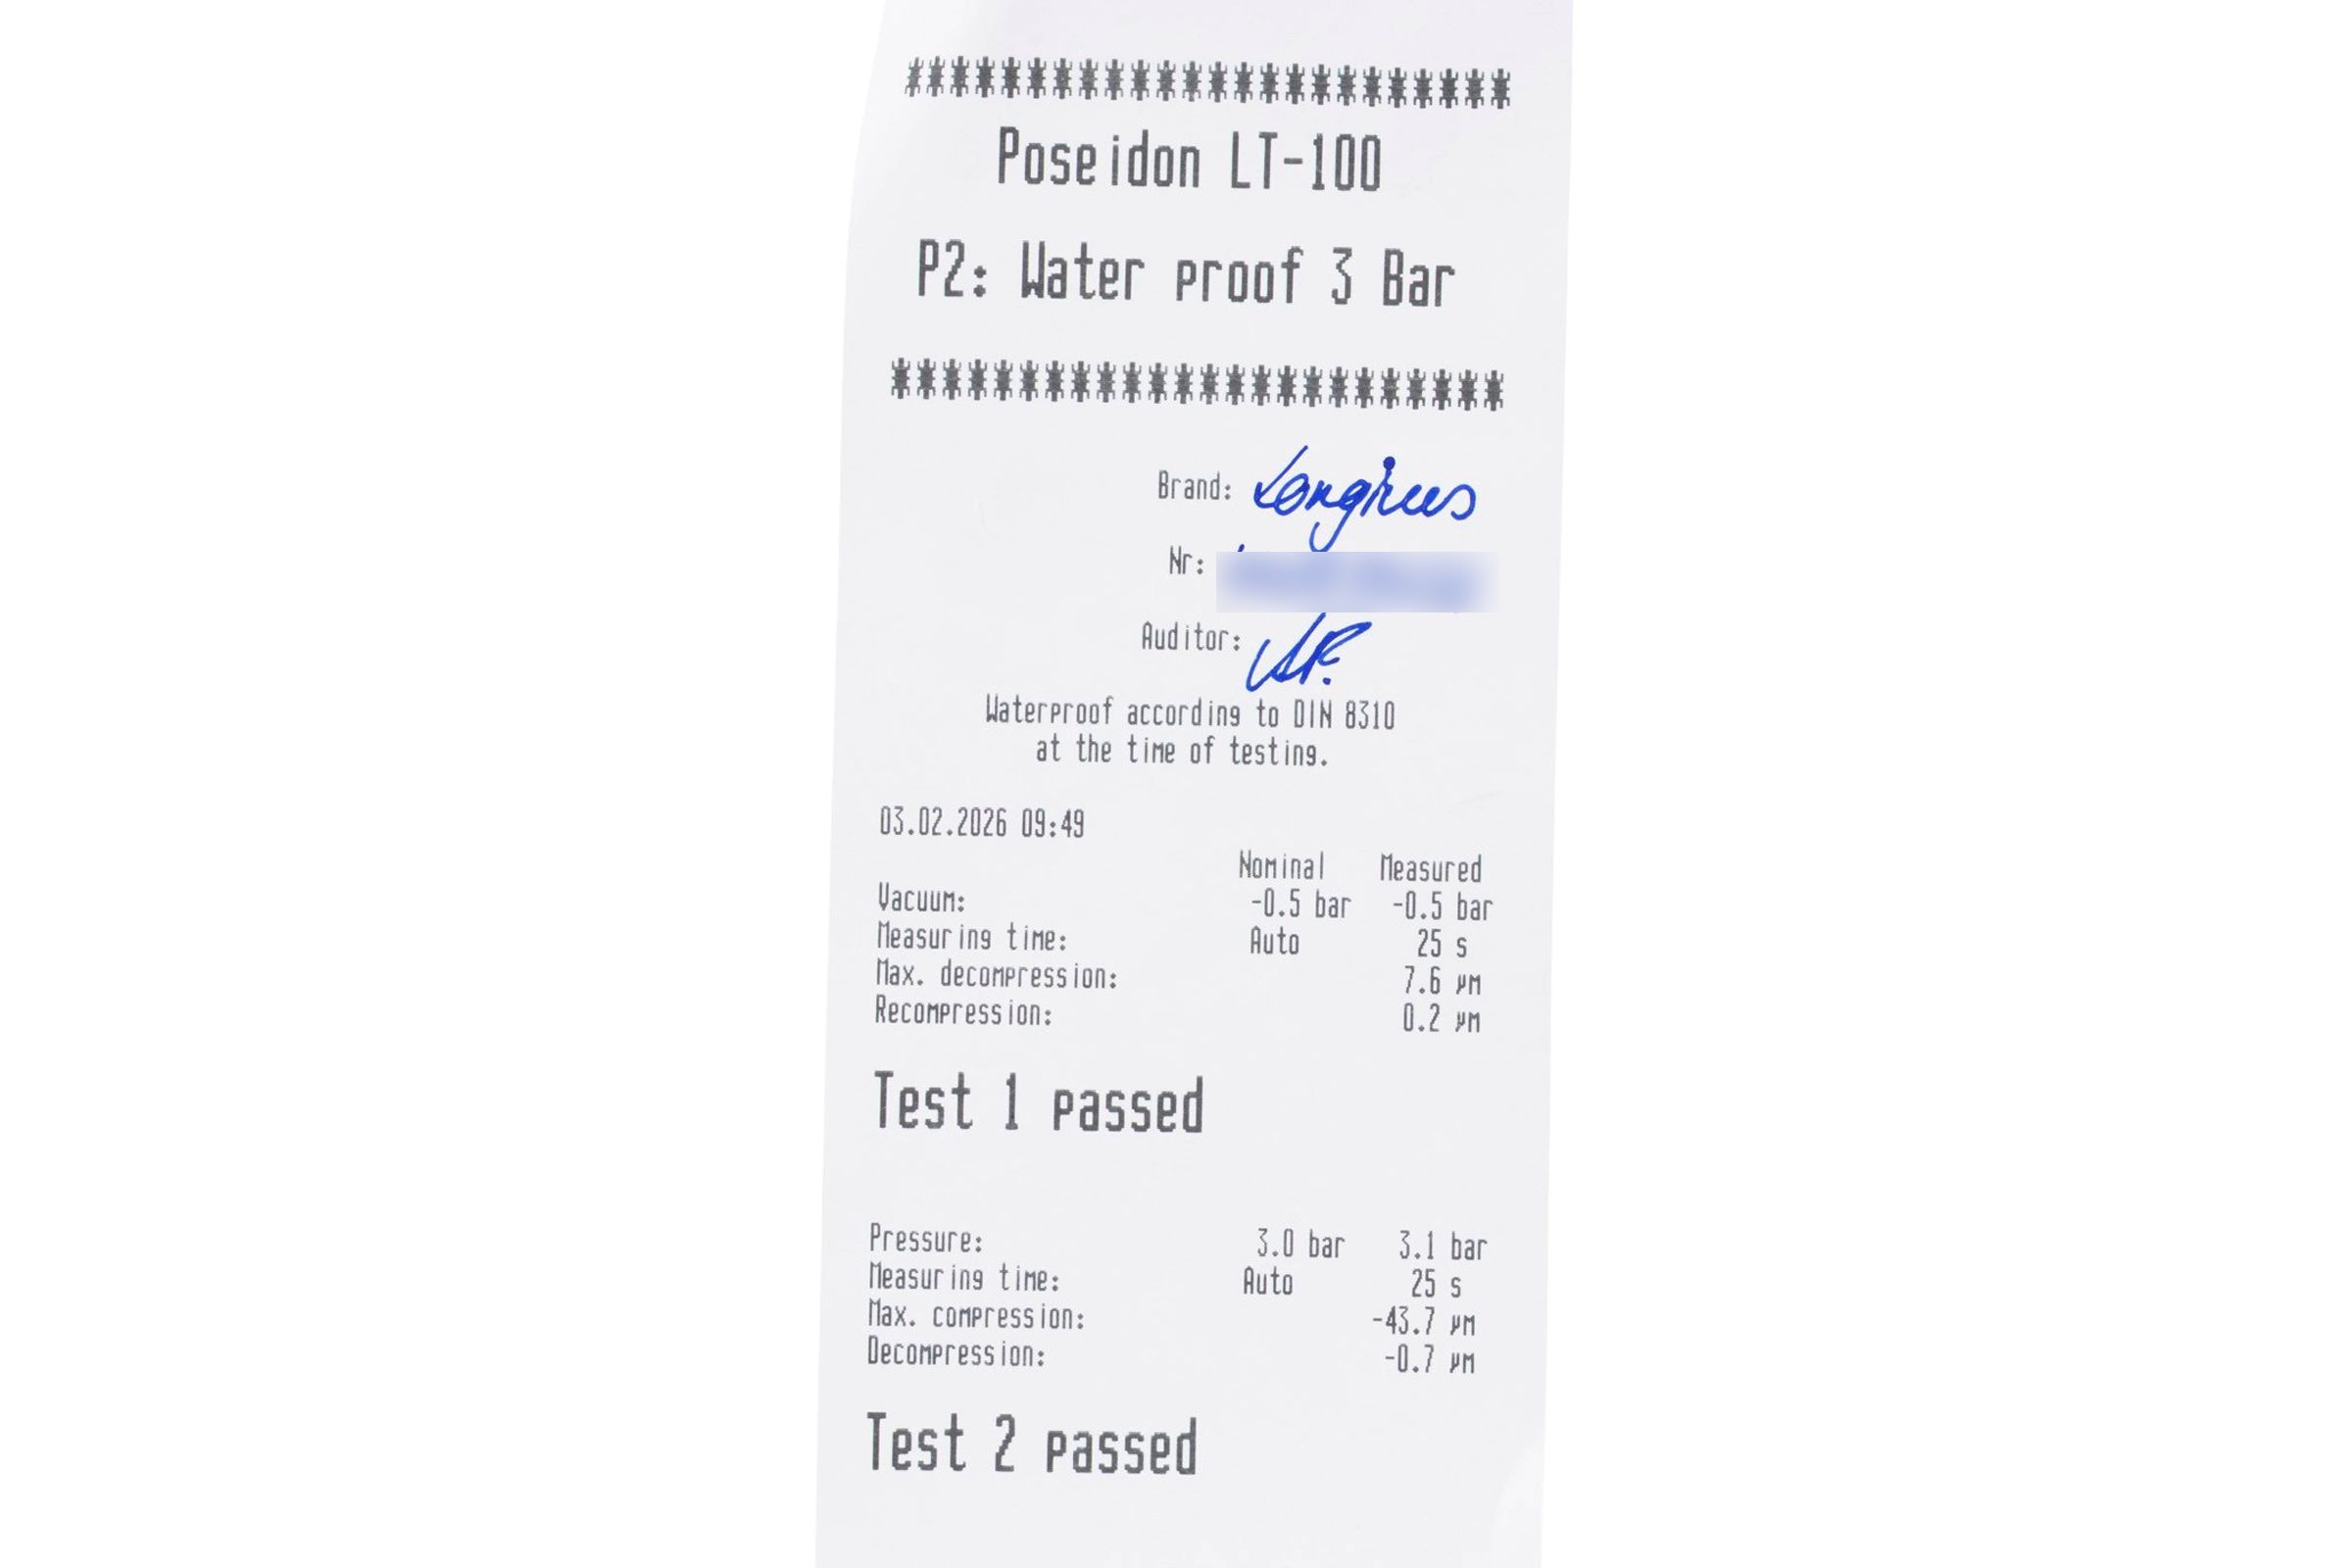 ************************
Poseidon LT-100
P2: Water proof 3 Bar
************************
Brand: Longines
Nr:
Auditor:
Waterproof according to DIN 8310
at the time of testing.
03.02.2026 09:49
Nominal Measured
Vacuum: -0.5 bar -0.5 bar
Measuring time: Auto 25 s
Max. decompression: 7.6 µm
Recompression: 0.2 µm
Test 1 passed
Pressure: 3.0 bar 3.1 bar
Measuring time: Auto 25 s
Max. compression: -43.7 µm
Decompression: -0.7 µm
Test 2 passed